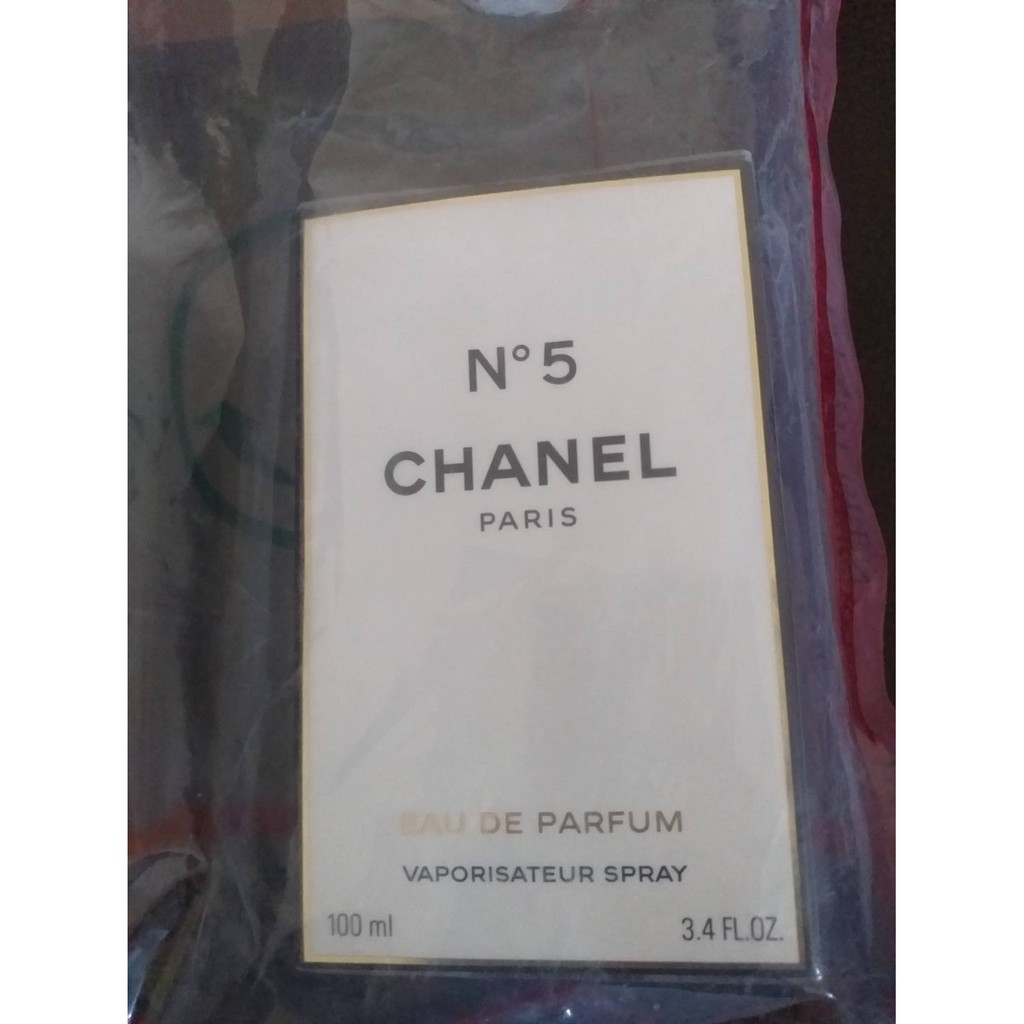 N°5
CHANEL
PARIS
EAU DE PARFUM
VAPORISATEUR SPRAY
100 ml
3.4 FL.OZ.